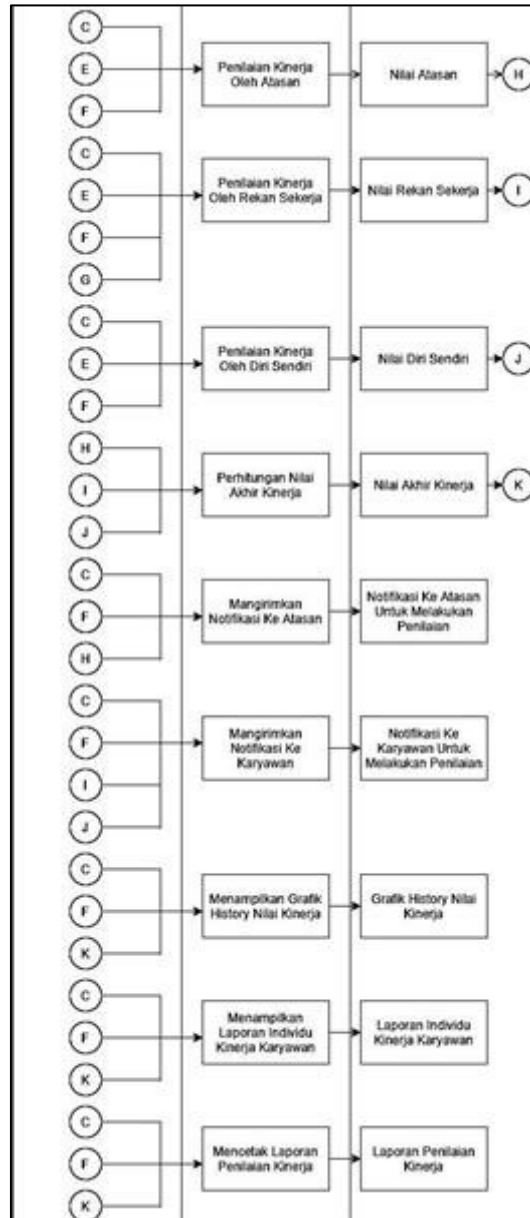 C
E
F
Penilaian Kinerja
Oleh Atasan
Nilai Atasan
H
C
E
F
G
Penilaian Kinerja
Oleh Rekan Sekerja
Nilai Rekan Sekerja
I
C
E
F
Penilaian Kinerja
Oleh Diri Sendiri
Nilai Diri Sendiri
J
H
I
J
Perhitungan Nilai
Akhir Kinerja
Nilai Akhir Kinerja
K
C
F
H
Mangirimkan
Notifikasi Ke Atasan
Notifikasi Ke Atasan
Untuk Melakukan
Penilaian
C
F
I
J
Mangirimkan
Notifikasi Ke
Karyawan
Notifikasi Ke
Karyawan Untuk
Melakukan Penilaian
C
F
K
Menampilkan Grafik
History Nilai Kinerja
Grafik History Nilai
Kinerja
C
F
K
Menampilkan
Laporan Individu
Kinerja Karyawan
Laporan Individu
Kinerja Karyawan
C
F
K
Mencetak Laporan
Penilaian Kinerja
Laporan Penilaian
Kinerja